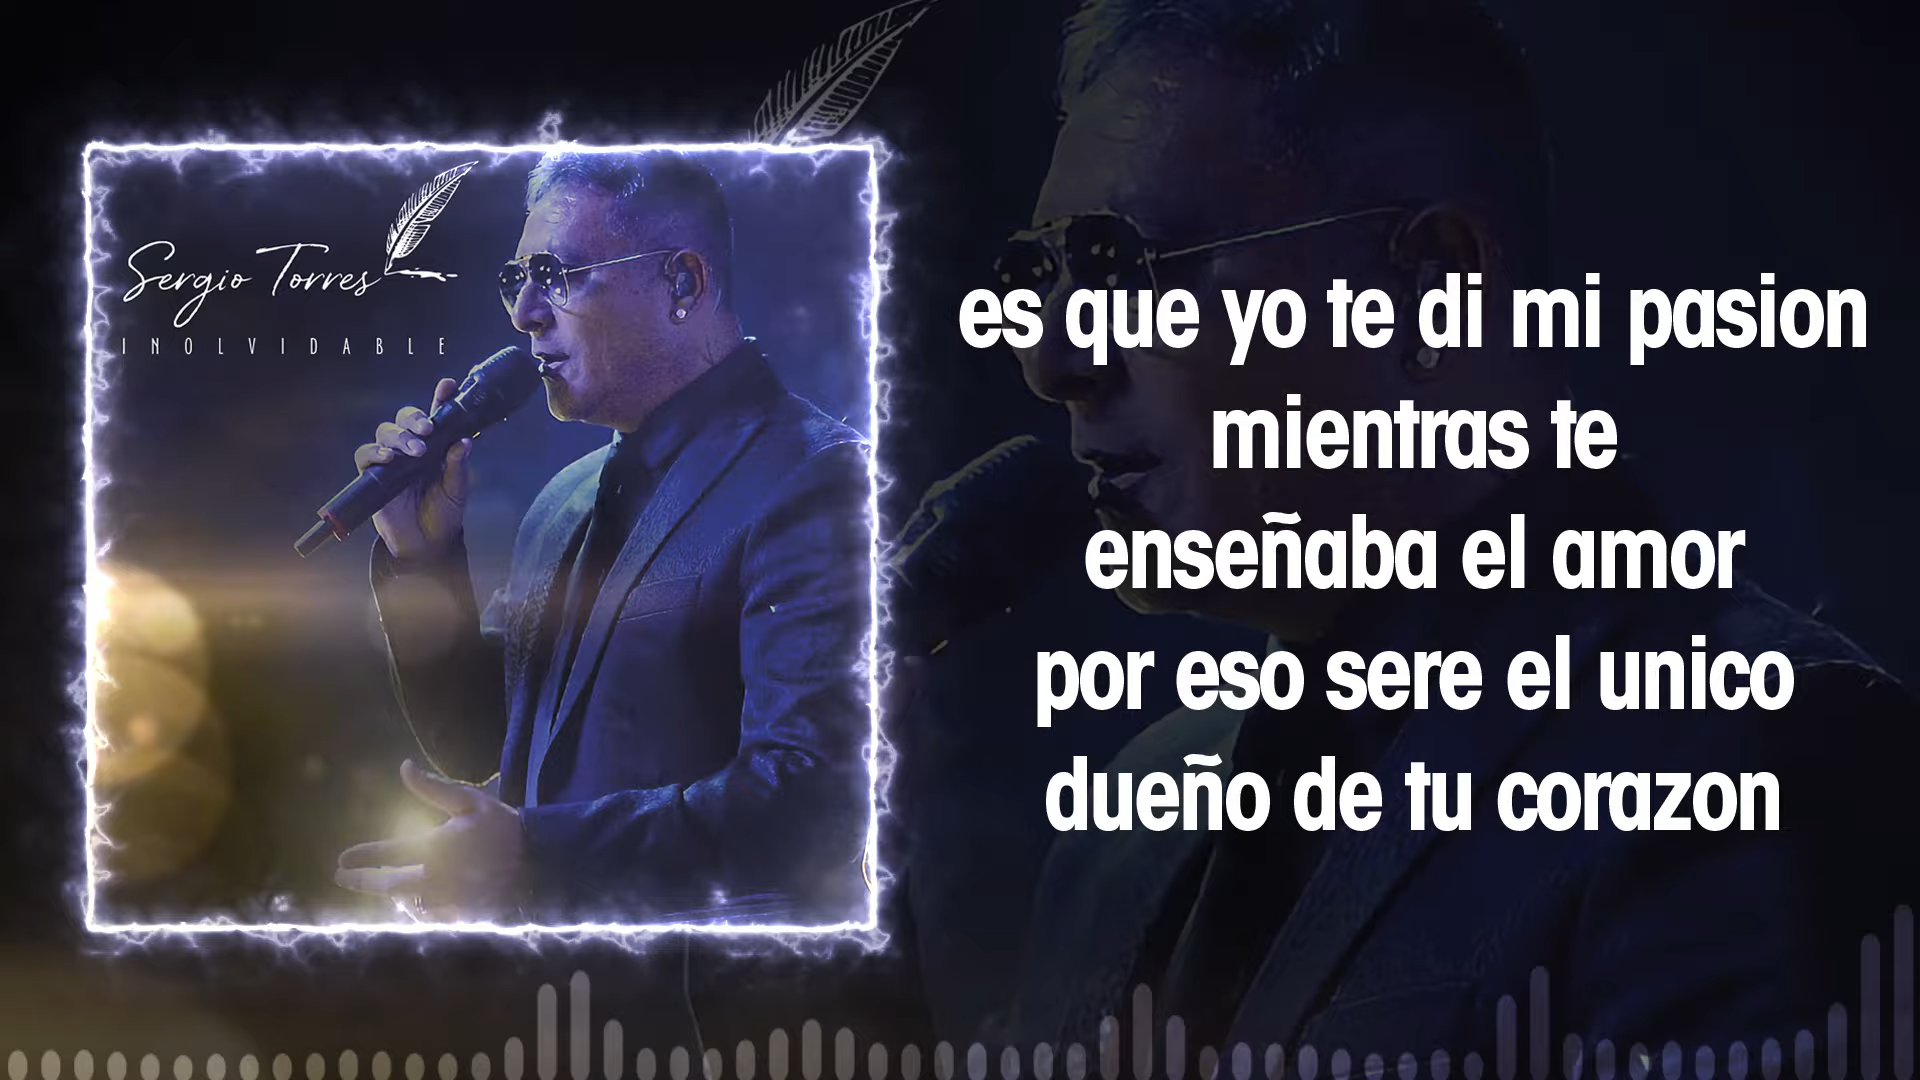 Sergio Torres
INOLVIDABLE
es que yo te di mi pasion
mientras te
enseñaba el amor
por eso sere el unico
dueño de tu corazon